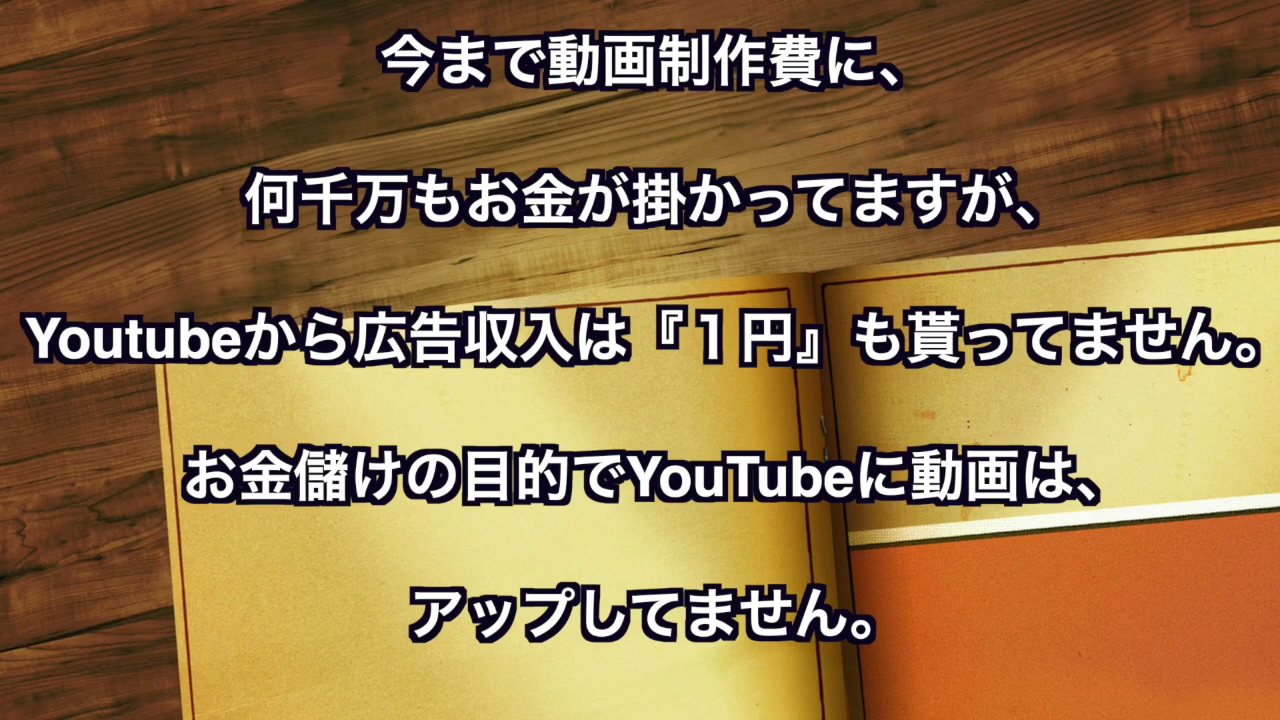 今まで動画制作費に、
何千万もお金が掛かってますが、
Youtubeから広告収入は『１円』も貰ってません。
お金儲けの目的でYouTubeに動画は、
アップしてません。